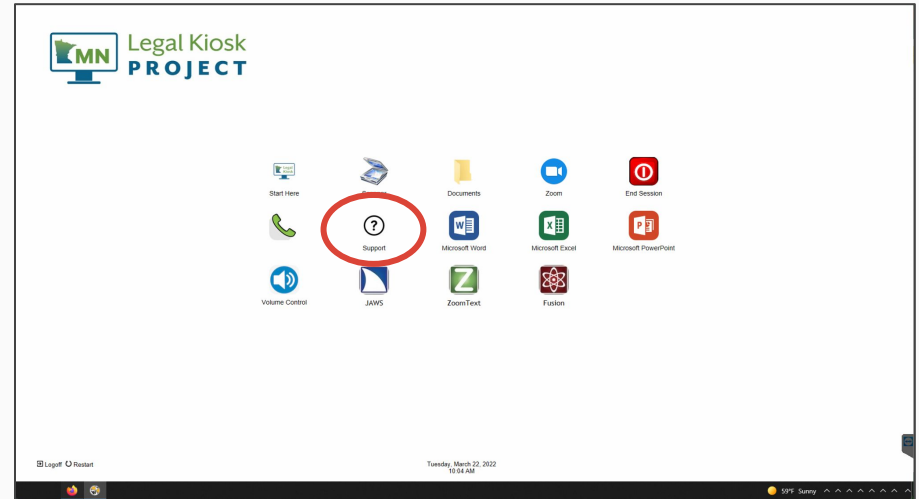 MN
Legal Kiosk
PROJECT
Start Here
Documents
Zoom
End Session
Support
Microsoft Word
Microsoft Excel
Microsoft PowerPoint
Volume Control
JAWS
ZoomText
Fusion
Logoff Restart
Tuesday, March 22, 2022
10:04 AM
59°F Sunny